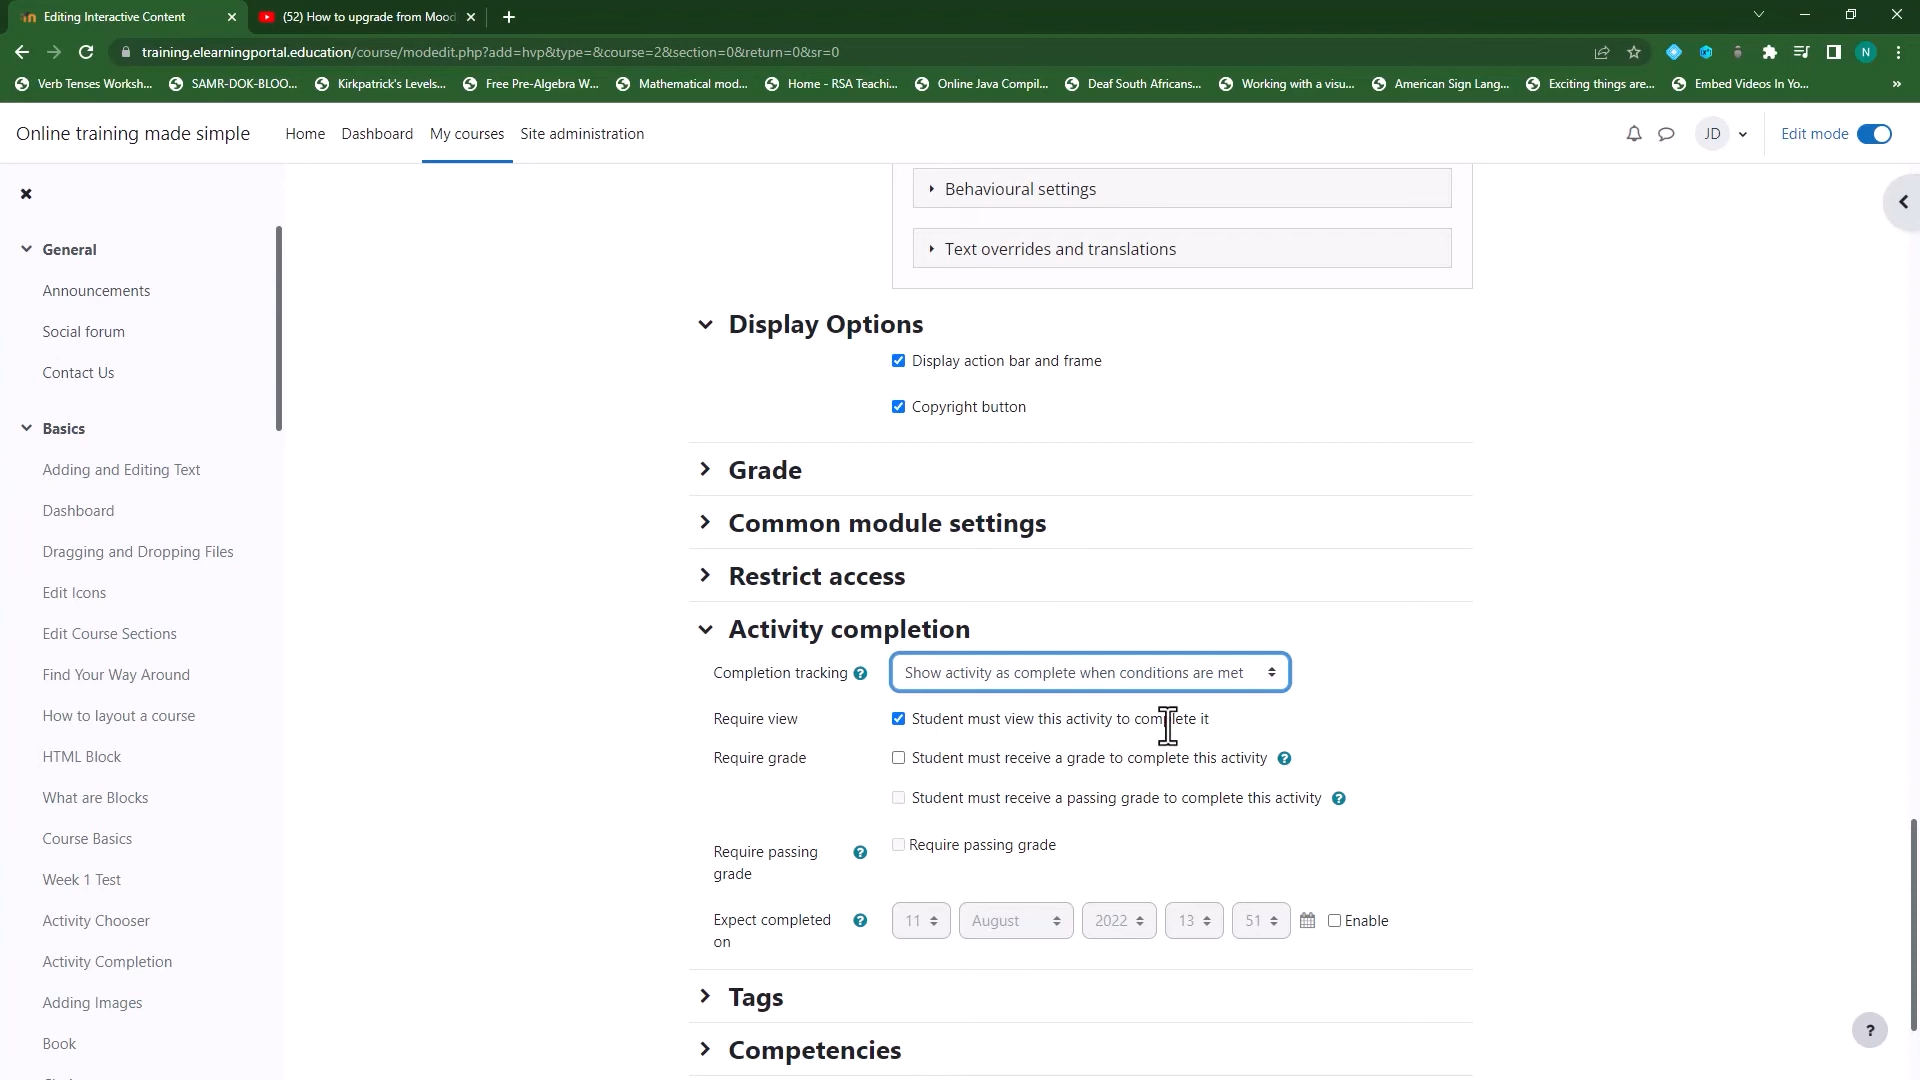 Editing Interactive Content
(52) How to upgrade from Mood
training.elearningportal.education/course/modedit.php?add=hvp&type=&course=2&section=0&return=0&sr=0
N
Verb Tenses Worksh...
SAMR-DOK-BLOO...
Kirkpatrick's Levels...
Free Pre-Algebra W...
Mathematical mod...
Home - RSA Teachi...
Online Java Compil...
Deaf South Africans...
Working with a visu...
American Sign Lang...
Exciting things are...
Embed Videos In Yo...
»
Online training made simple
Home
Dashboard
My courses
Site administration
JD
Edit mode
General
Announcements
Social forum
Contact Us
Basics
Adding and Editing Text
Dashboard
Dragging and Dropping Files
Edit Icons
Edit Course Sections
Find Your Way Around
How to layout a course
HTML Block
What are Blocks
Course Basics
Week 1 Test
Activity Chooser
Activity Completion
Adding Images
Book
Behavioural settings
Text overrides and translations
Display Options
Display action bar and frame
Copyright button
Grade
Common module settings
Restrict access
Activity completion
Completion tracking ? Show activity as complete when conditions are met
Require view Student must view this activity to complete it
Require grade Student must receive a grade to complete this activity ?
Student must receive a passing grade to complete this activity ?
Require passing ? Require passing grade
grade
Expect completed ? 11 August 2022 13 51 Enable
on
Tags
Competencies
?